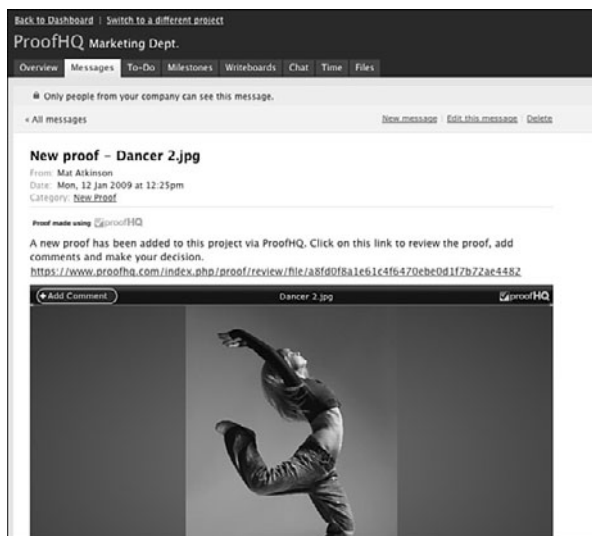 Back to Dashboard | Switch to a different project
ProofHQ Marketing Dept.
Overview Messages To-Do Milestones Writeboards Chat Time Files
Only people from your company can see this message.
« All messages New message | Edit this message | Delete
New proof – Dancer 2.jpg
From: Mat Atkinson
Date: Mon, 12 Jan 2009 at 12:25pm
Category: New Proof
Proof made using proofHQ
A new proof has been added to this project via ProofHQ. Click on this link to review the proof, add
comments and make your decision.
https://www.proofhq.com/index.php/proof/review/file/a8fd0f8a1e61c4f6470ebe0d1f7b72ae4482
+Add Comment Dancer 2.jpg proofHQ